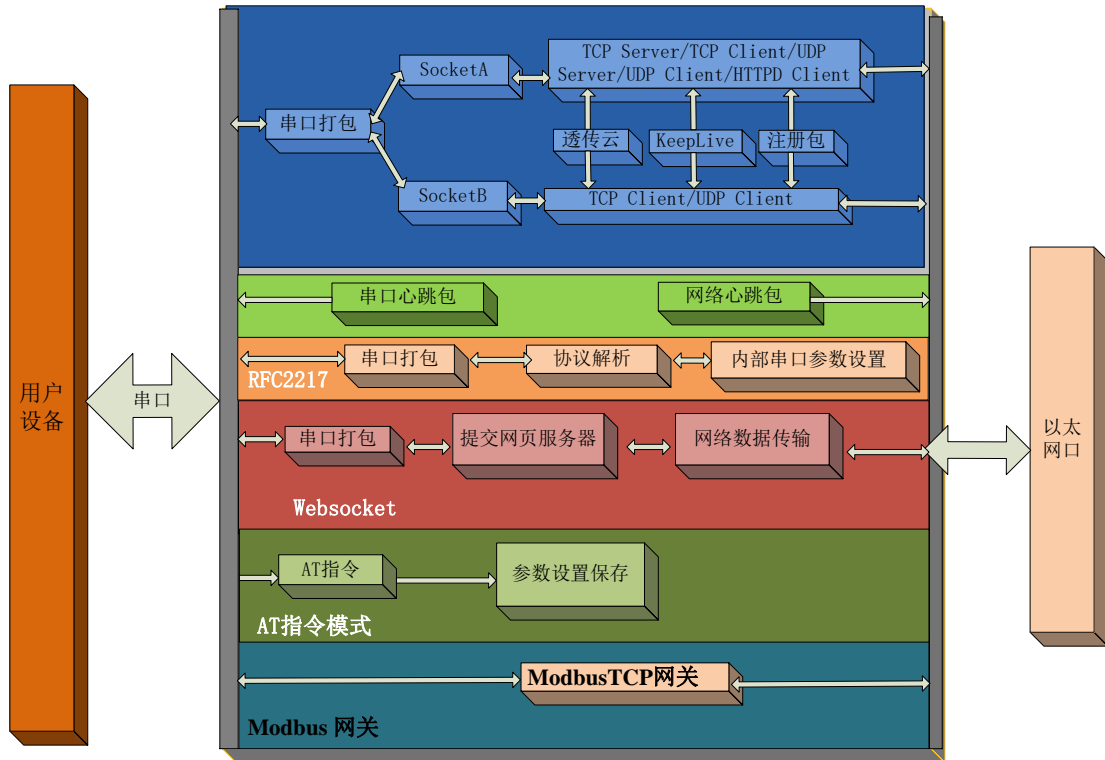 TCP Server/TCP Client/UDP
Server/UDP Client/HTTPD Client
SocketA
串口打包
透传云
KeepLive
注册包
SocketB
TCP Client/UDP Client
串口心跳包
网络心跳包
串口打包
协议解析
内部串口参数设置
RFC2217
用户
设备
串口
串口打包
提交网页服务器
网络数据传输
以太
网口
Websocket
AT指令
参数设置保存
AT指令模式
ModbusTCP网关
Modbus 网关